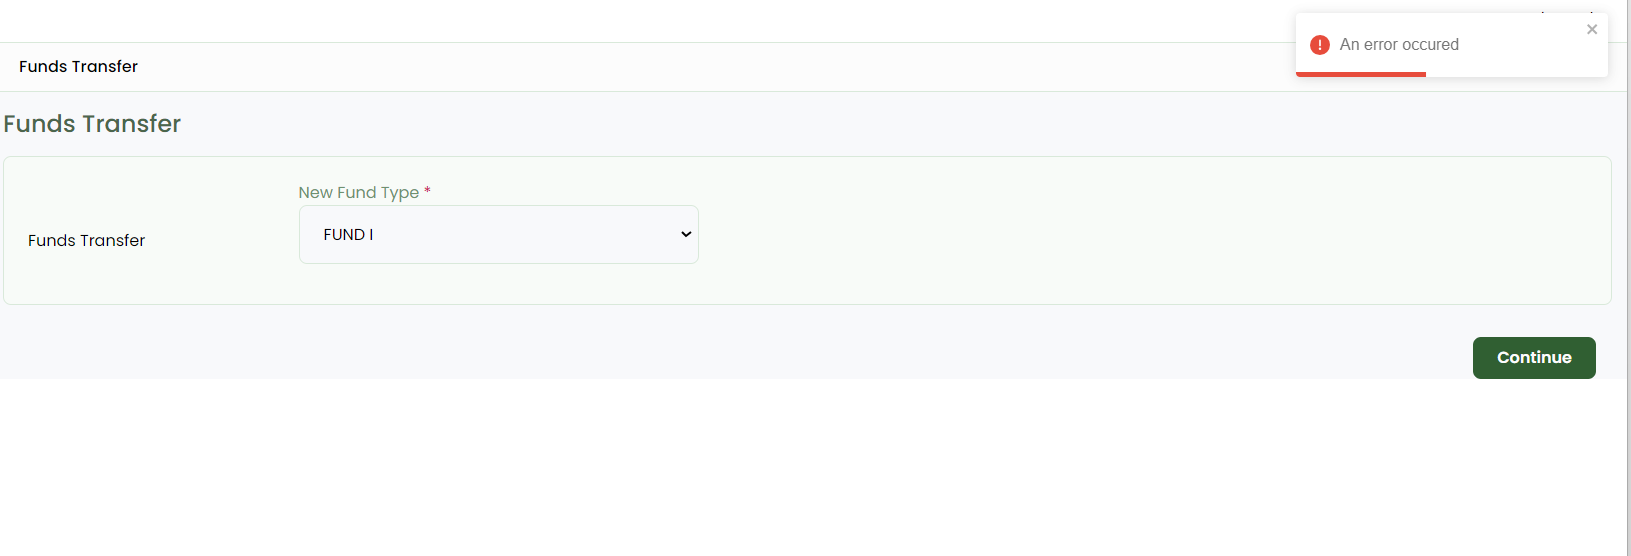 An error occured
Funds Transfer
Funds Transfer
New Fund Type *
Funds Transfer
FUND I
Continue